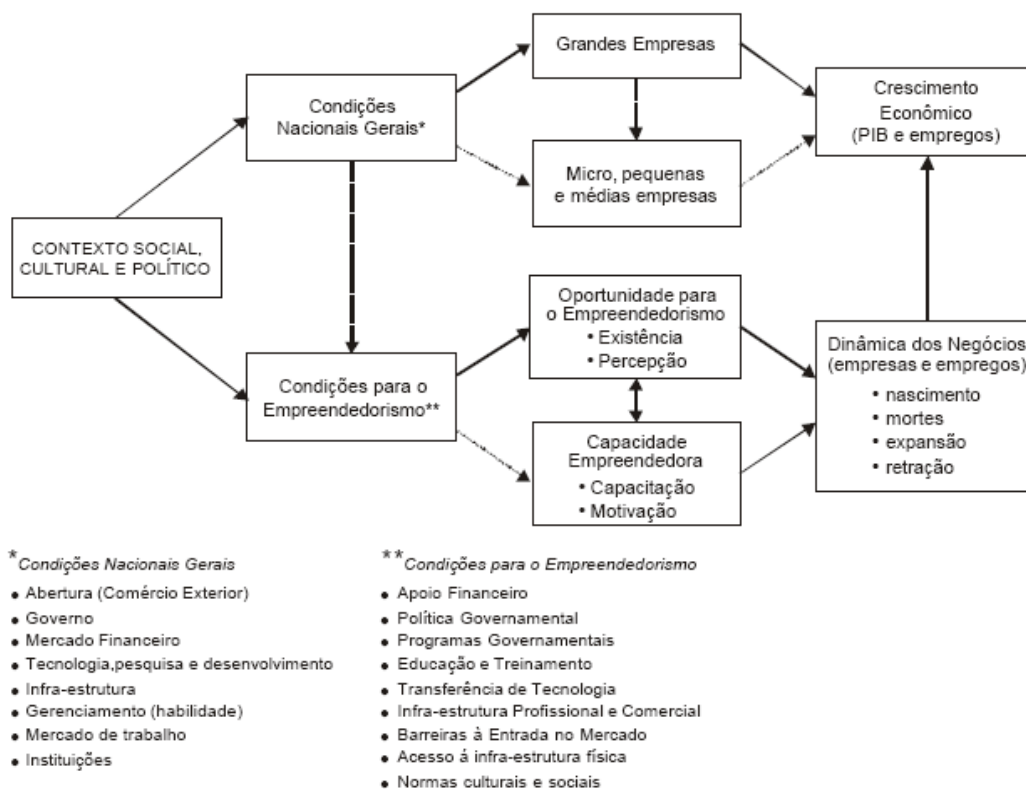 Grandes Empresas
Condições
Nacionais Gerais*
Crescimento
Econômico
(PIB e empregos)
Micro, pequenas
e médias empresas
CONTEXTO SOCIAL,
CULTURAL E POLÍTICO
Oportunidade para
o Empreendedorismo
• Existência
• Percepção
Condições para o
Empreendedorismo**
Dinâmica dos Negócios
(empresas e empregos)
• nascimento
• mortes
• expansão
• retração
Capacidade
Empreendedora
• Capacitação
• Motivação
*Condições Nacionais Gerais
• Abertura (Comércio Exterior)
• Governo
• Mercado Financeiro
• Tecnologia,pesquisa e desenvolvimento
• Infra-estrutura
• Gerenciamento (habilidade)
• Mercado de trabalho
• Instituições
**Condições para o Empreendedorismo
• Apoio Financeiro
• Política Governamental
• Programas Governamentais
• Educação e Treinamento
• Transferência de Tecnologia
• Infra-estrutura Profissional e Comercial
• Barreiras à Entrada no Mercado
• Acesso á infra-estrutura física
• Normas culturais e sociais